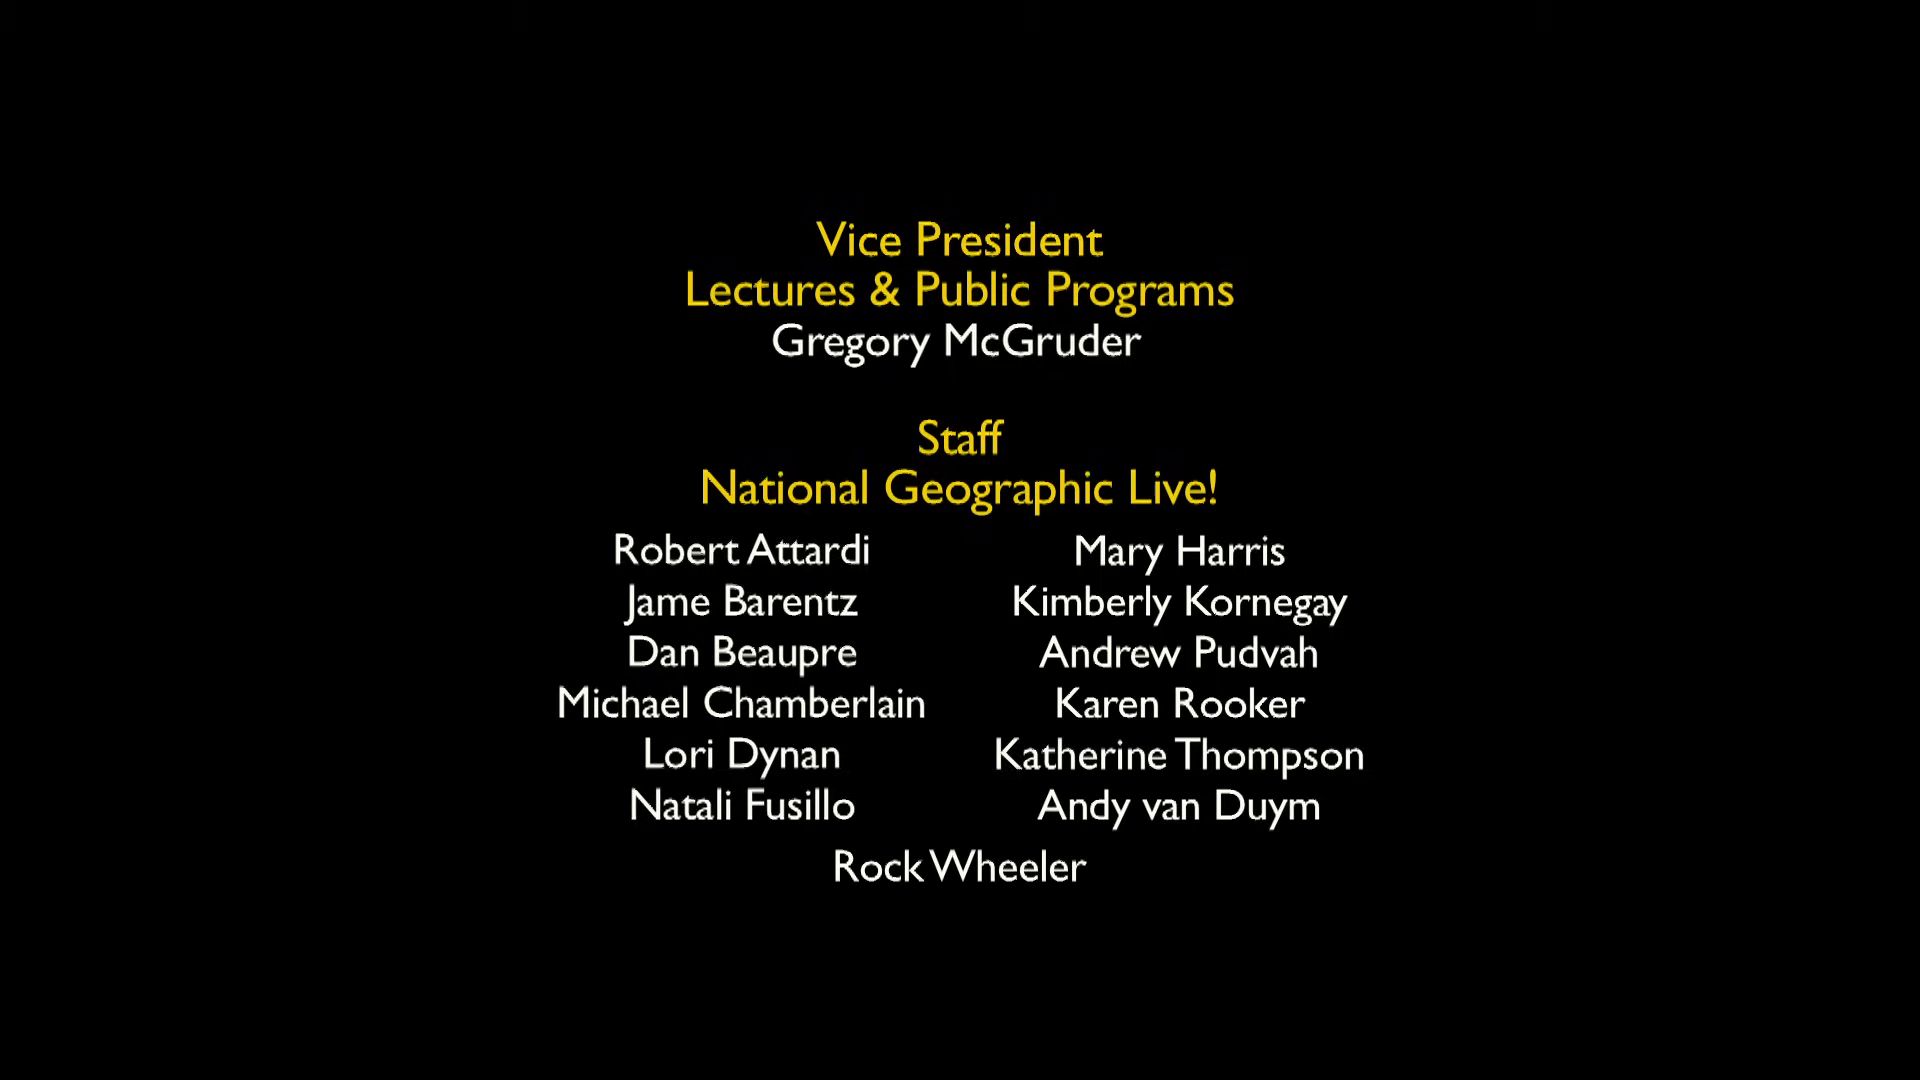 Vice President
Lectures & Public Programs
Gregory McGruder
Staff
National Geographic Live!
Robert Attardi
Jame Barentz
Dan Beaupre
Michael Chamberlain
Lori Dynan
Natali Fusillo
Mary Harris
Kimberly Kornegay
Andrew Pudvah
Karen Rooker
Katherine Thompson
Andy van Duym
Rock Wheeler